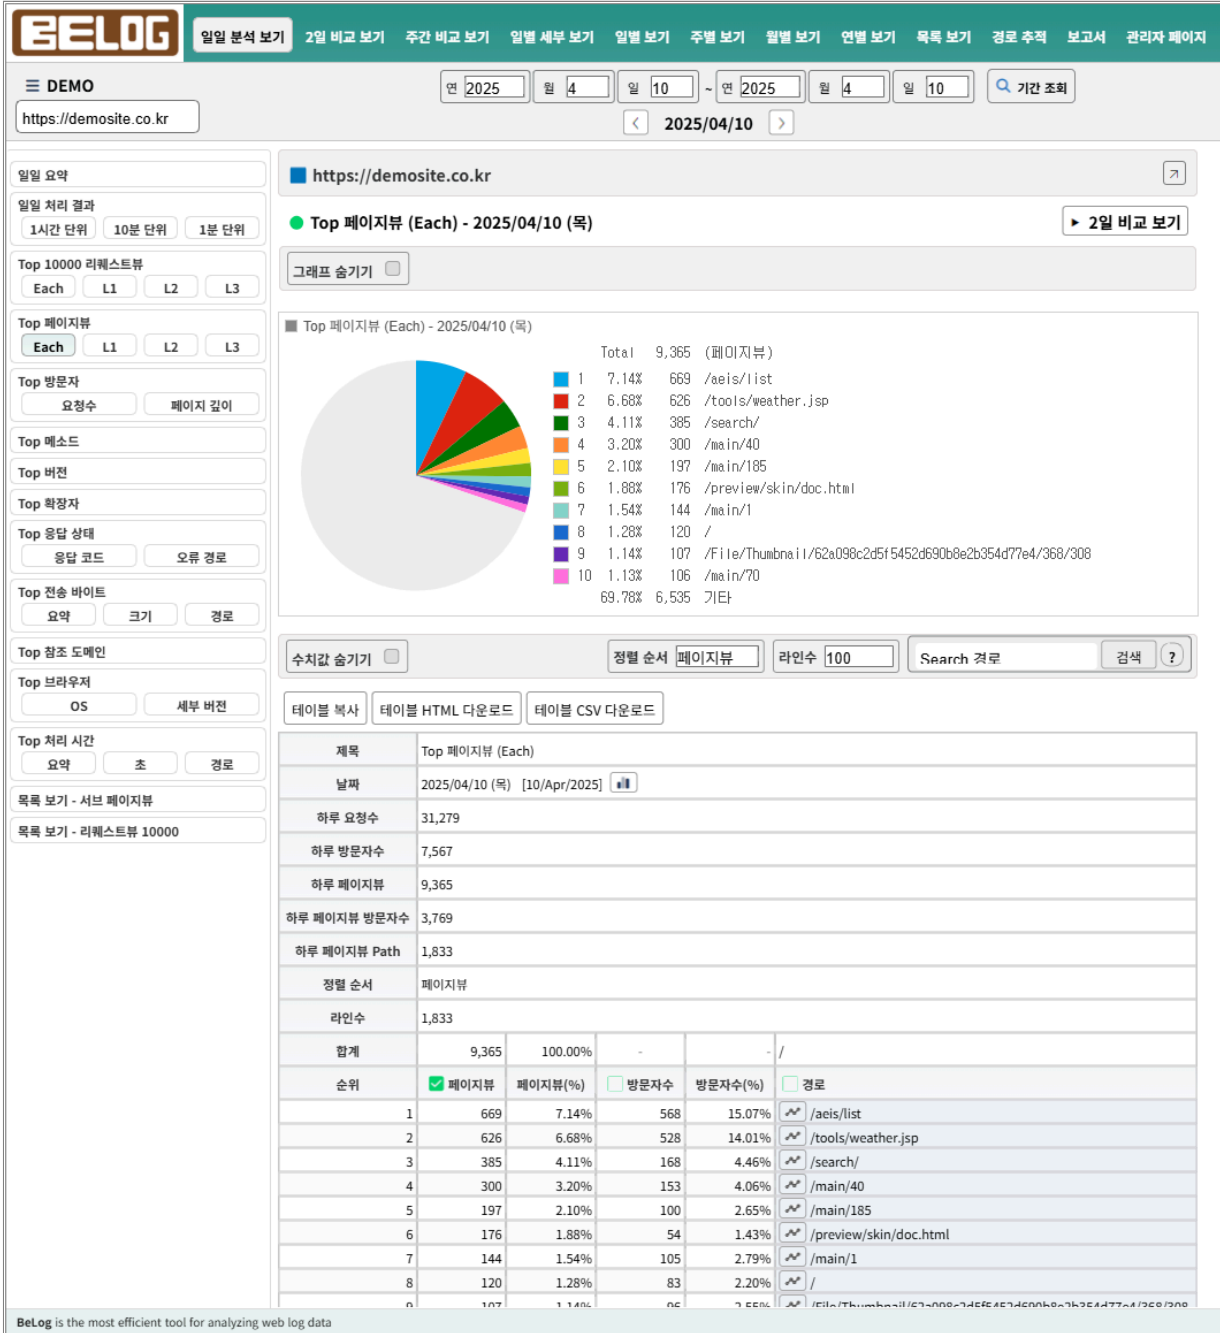 BELOG 일일 분석 보기 2일 비교 보기 주간 비교 보기 일별 세부 보기 일별 보기 주별 보기 월별 보기 연별 보기 목록 보기 경로 추적 보고서 관리자 페이지
☰ DEMO
https://demosite.co.kr
연 2025 월 4 일 10 ~ 연 2025 월 4 일 10 기간 조회
< 2025/04/10 >
일일 요약
일일 처리 결과
1시간 단위 10분 단위 1분 단위
Top 10000 리퀘스트뷰
Each L1 L2 L3
Top 페이지뷰
Each L1 L2 L3
Top 방문자
요청수 페이지 깊이
Top 메소드
Top 버전
Top 확장자
Top 응답 상태
응답 코드 오류 경로
Top 전송 바이트
요약 크기 경로
Top 참조 도메인
Top 브라우저
OS 세부 버전
Top 처리 시간
요약 초 경로
목록 보기 - 서브 페이지뷰
목록 보기 - 리퀘스트뷰 10000
https://demosite.co.kr
Top 페이지뷰 (Each) - 2025/04/10 (목) ▸ 2일 비교 보기
그래프 숨기기
Top 페이지뷰 (Each) - 2025/04/10 (목)
Total 9,365 (페이지뷰)
1 7.14% 669 /aeis/list
2 6.68% 626 /tools/weather.jsp
3 4.11% 385 /search/
4 3.20% 300 /main/40
5 2.10% 197 /main/185
6 1.88% 176 /preview/skin/doc.html
7 1.54% 144 /main/1
8 1.28% 120 /
9 1.14% 107 /File/Thumbnail/62a098c2d5f5452d690b8e2b354d77e4/368/308
10 1.13% 106 /main/70
69.78% 6,535 기타
수치값 숨기기 정렬 순서 페이지뷰 라인수 100 Search 경로 검색 ?
테이블 복사 테이블 HTML 다운로드 테이블 CSV 다운로드
제목 Top 페이지뷰 (Each)
날짜 2025/04/10 (목) [10/Apr/2025]
하루 요청수 31,279
하루 방문자수 7,567
하루 페이지뷰 9,365
하루 페이지뷰 방문자수 3,769
하루 페이지뷰 Path 1,833
정렬 순서 페이지뷰
라인수 1,833
합계 9,365 100.00% - - /
순위 페이지뷰 페이지뷰(%) 방문자수 방문자수(%) 경로
1 669 7.14% 568 15.07% /aeis/list
2 626 6.68% 528 14.01% /tools/weather.jsp
3 385 4.11% 168 4.46% /search/
4 300 3.20% 153 4.06% /main/40
5 197 2.10% 100 2.65% /main/185
6 176 1.88% 54 1.43% /preview/skin/doc.html
7 144 1.54% 105 2.79% /main/1
8 120 1.28% 83 2.20% /
9 107 1.14% 96 2.55% /File/Thumbnail/62a098c2d5f5452d690b8e2b354d77e4/368/308
BeLog is the most efficient tool for analyzing web log data